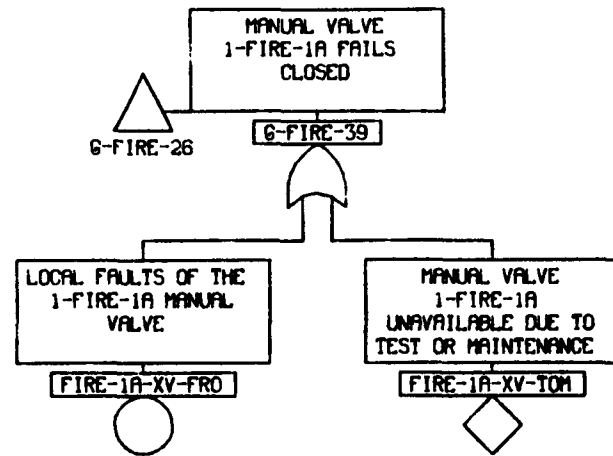 MANUAL VALVE
1-FIRE-1A FAILS
CLOSED
G-FIRE-26
G-FIRE-39
LOCAL FAULTS OF THE
1-FIRE-1A MANUAL
VALVE
MANUAL VALVE
1-FIRE-1A
UNAVAILABLE DUE TO
TEST OR MAINTENANCE
FIRE-1A-XV-FRO
FIRE-1A-XV-TOM